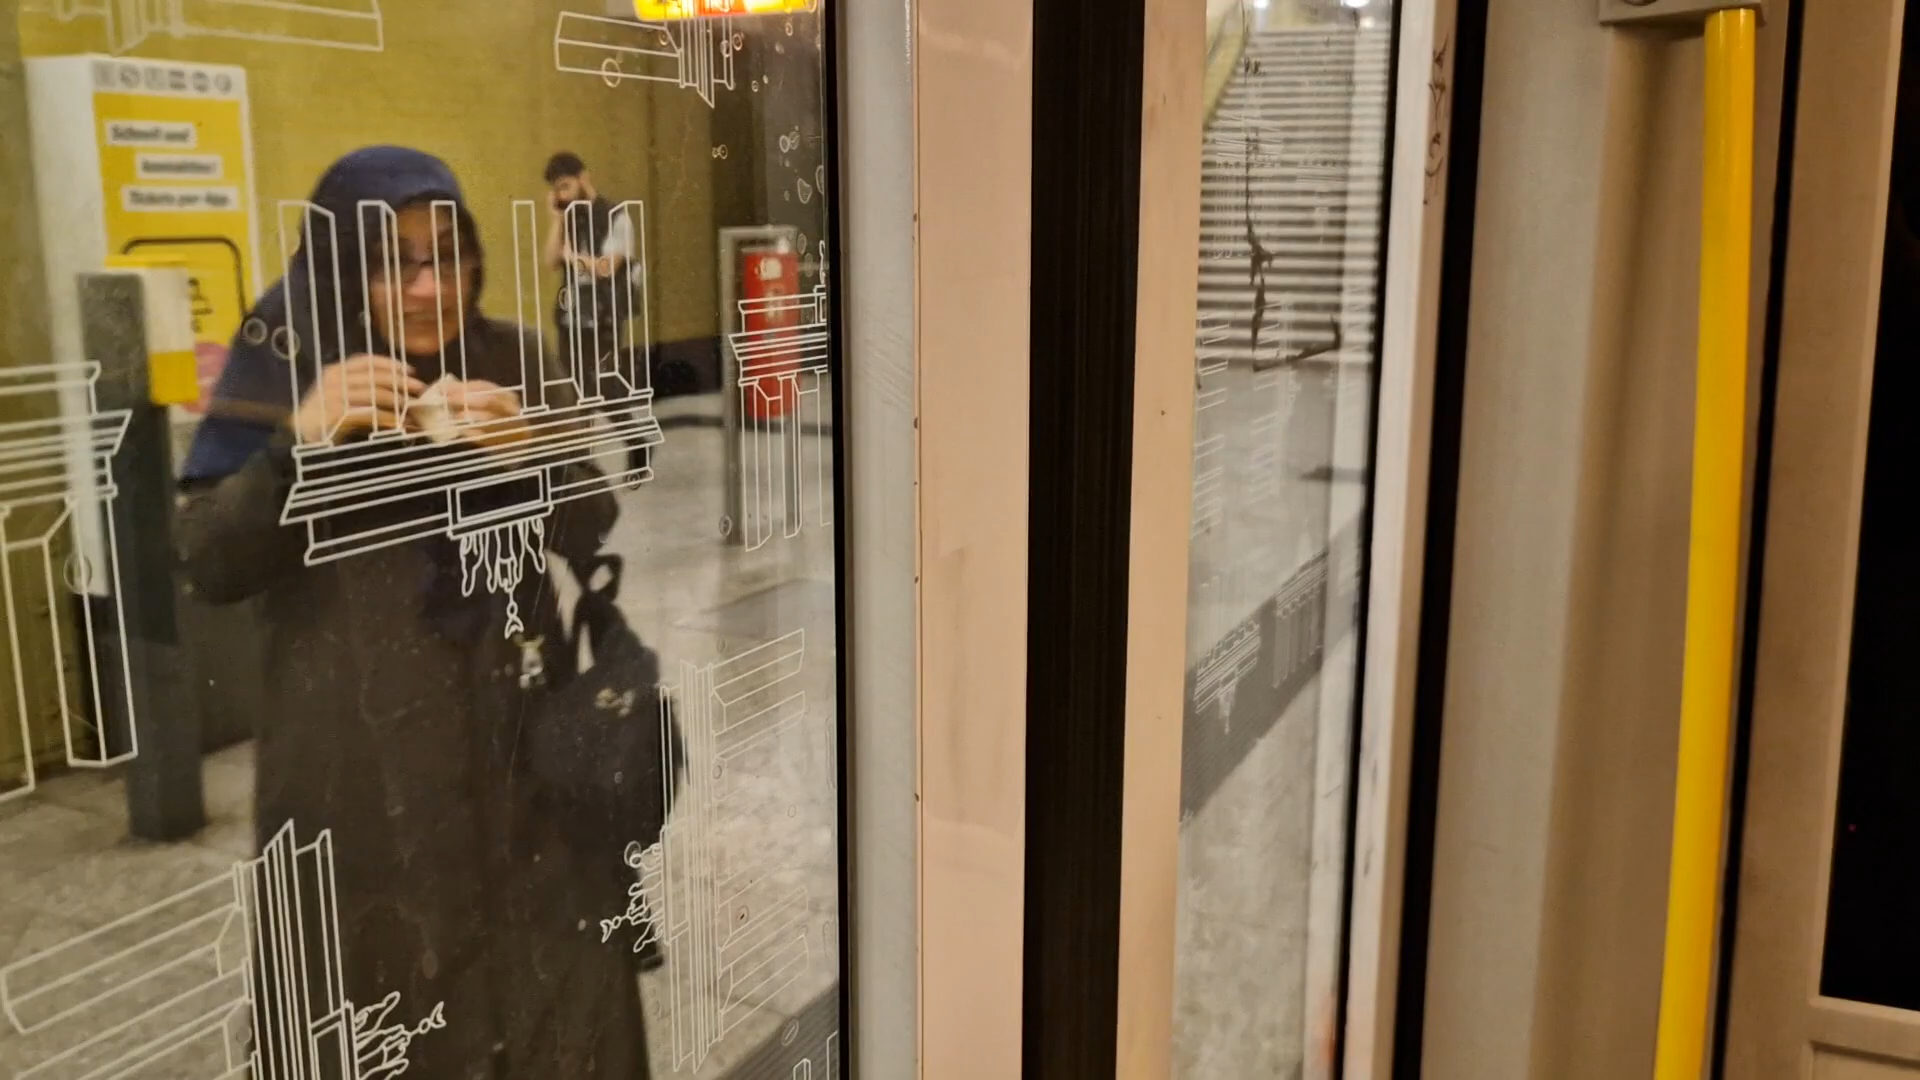 Schnell und
kontaktlos!
Tickets per App.